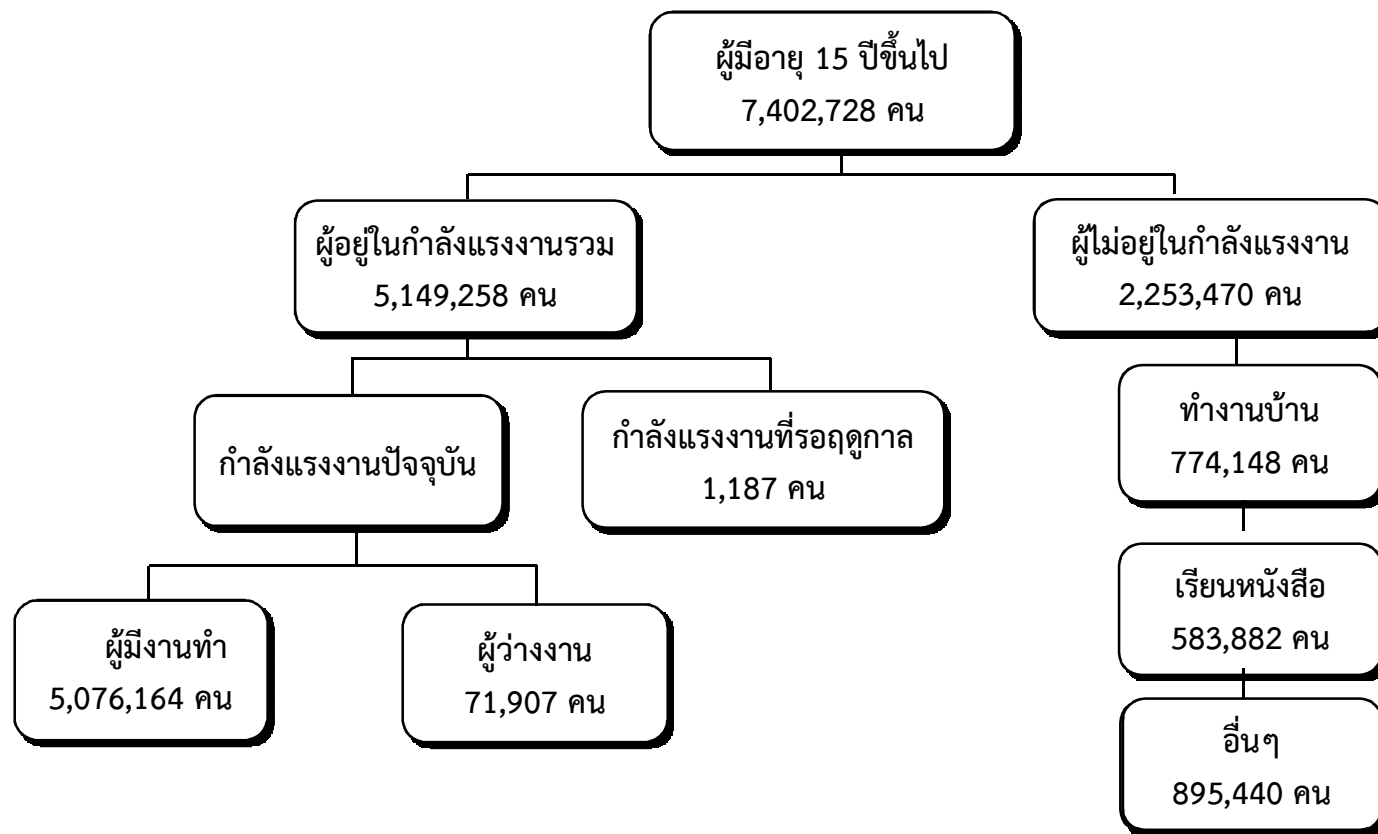 ผู้มีอายุ 15 ปีขึ้นไป
7,402,728 คน
ผู้อยู่ในกำลังแรงงานรวม
5,149,258 คน
ผู้ไม่อยู่ในกำลังแรงงาน
2,253,470 คน
กำลังแรงงานปัจจุบัน
กำลังแรงงานที่รอฤดูกาล
1,187 คน
ทำงานบ้าน
774,148 คน
ผู้มีงานทำ
5,076,164 คน
ผู้ว่างงาน
71,907 คน
เรียนหนังสือ
583,882 คน
อื่นๆ
895,440 คน